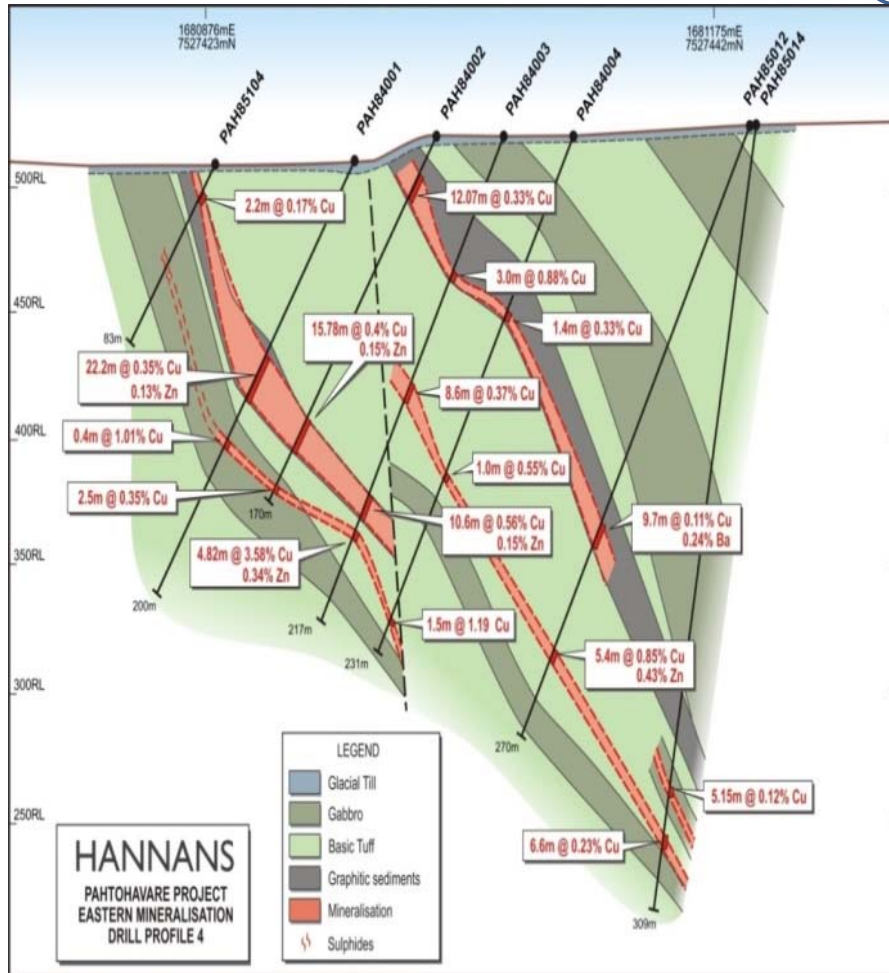 1680876mE
7527423mN
1681175mE
7527442mN
PAH85104
PAH84001
PAH84002
PAH84003
PAH84004
PAH85012
PAH85014
500RL
450RL
400RL
350RL
300RL
250RL
2.2m @ 0.17% Cu
12.07m @ 0.33% Cu
3.0m @ 0.88% Cu
1.4m @ 0.33% Cu
83m
15.78m @ 0.4% Cu
0.15% Zn
22.2m @ 0.35% Cu
0.13% Zn
8.6m @ 0.37% Cu
0.4m @ 1.01% Cu
1.0m @ 0.55% Cu
2.5m @ 0.35% Cu
170m
10.6m @ 0.56% Cu
0.15% Zn
9.7m @ 0.11% Cu
0.24% Ba
4.82m @ 3.58% Cu
0.34% Zn
200m
217m
1.5m @ 1.19 Cu
231m
5.4m @ 0.85% Cu
0.43% Zn
270m
5.15m @ 0.12% Cu
6.6m @ 0.23% Cu
309m
LEGEND
Glacial Till
Gabbro
Basic Tuff
Graphitic sediments
Mineralisation
Sulphides
HANNANS
PAHTOHAVARE PROJECT
EASTERN MINERALISATION
DRILL PROFILE 4